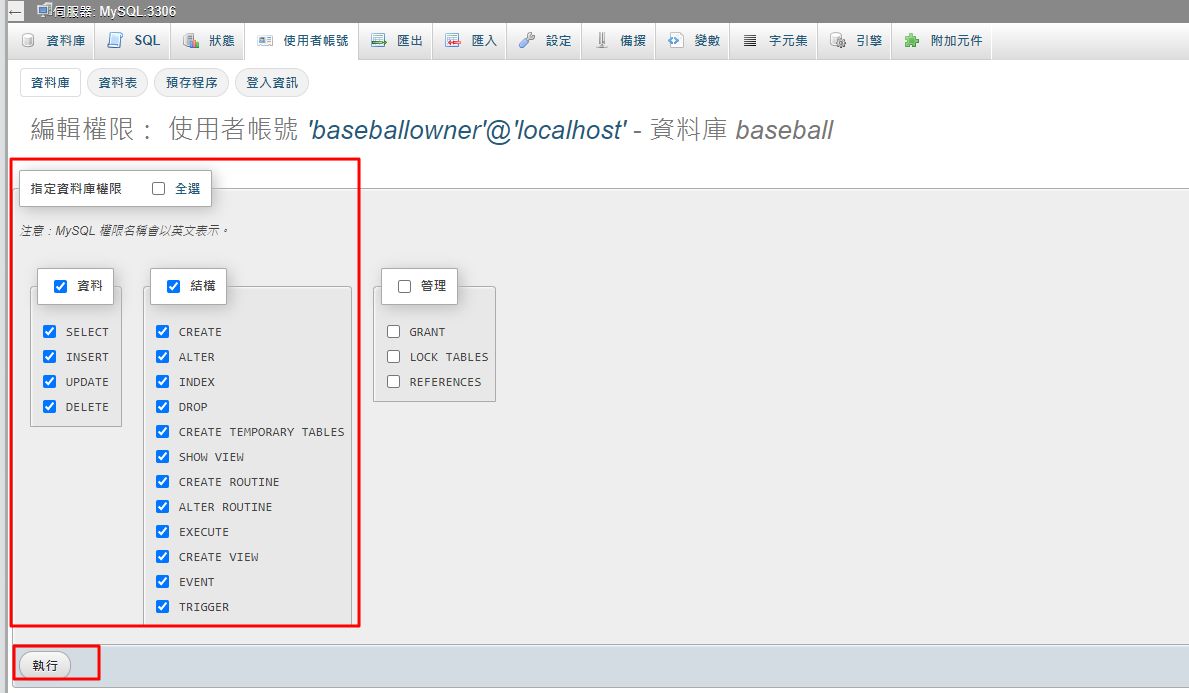 伺服器: MySQL:3306
資料庫 SQL 狀態 使用者帳號 匯出 匯入 設定 備援 變數 字元集 引擎 附加元件
資料庫 資料表 預存程序 登入資訊
編輯權限： 使用者帳號 'baseballowner'@'localhost' - 資料庫 baseball
指定資料庫權限 全選
注意：MySQL 權限名稱會以英文表示。
資料
SELECT
INSERT
UPDATE
DELETE
結構
CREATE
ALTER
INDEX
DROP
CREATE TEMPORARY TABLES
SHOW VIEW
CREATE ROUTINE
ALTER ROUTINE
EXECUTE
CREATE VIEW
EVENT
TRIGGER
管理
GRANT
LOCK TABLES
REFERENCES
執行